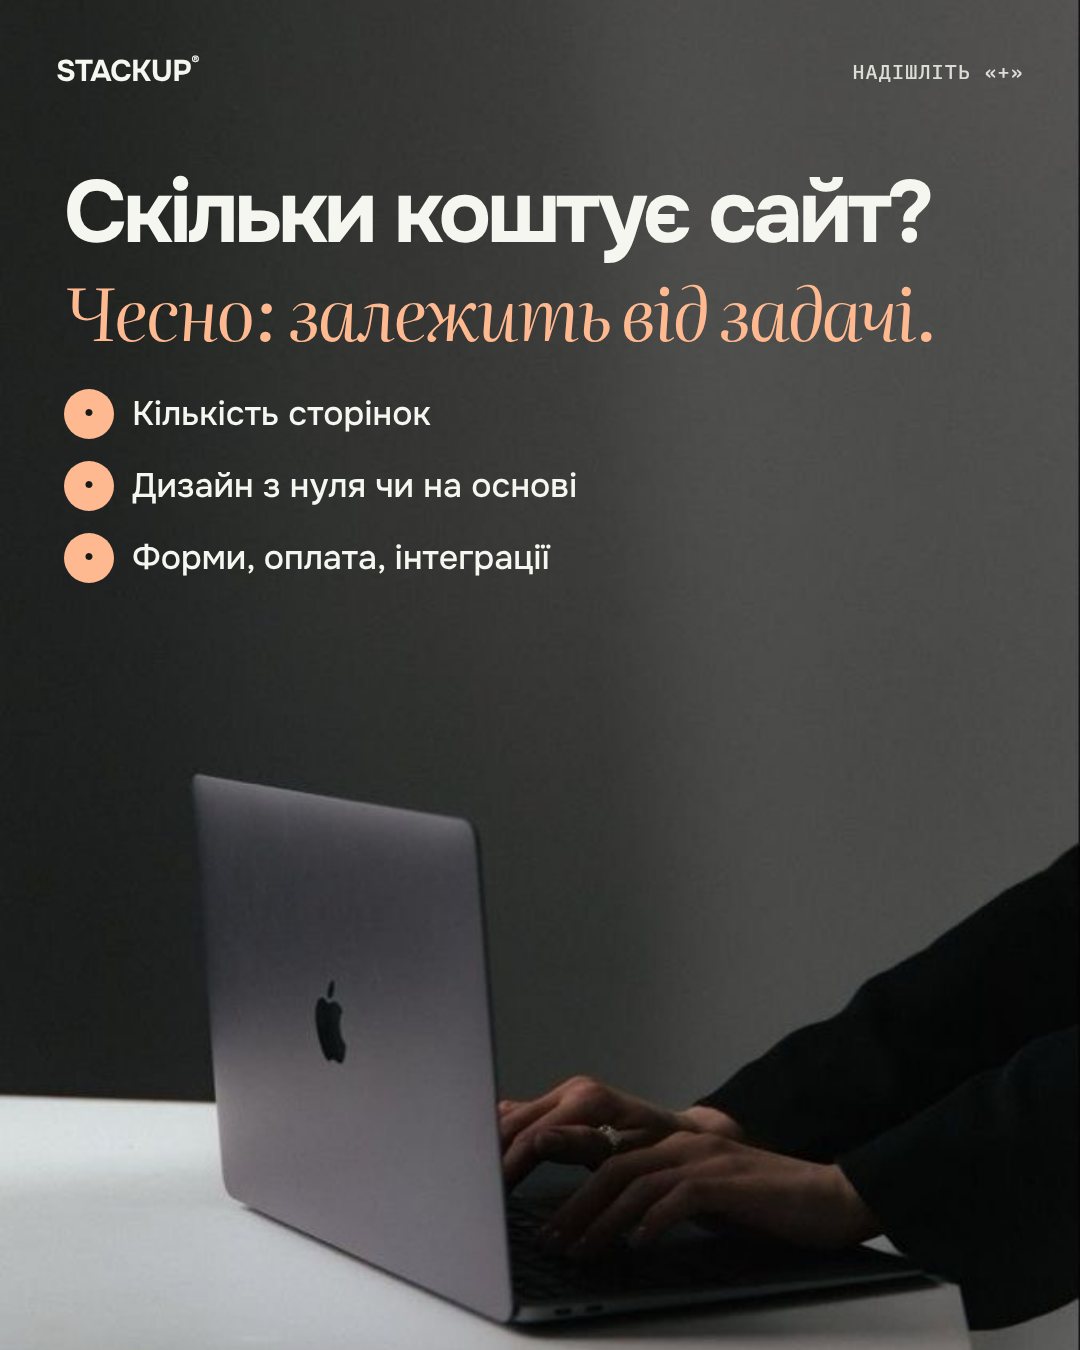 STACKUP®
НАДІШЛІТЬ «+»
Скільки коштує сайт?
Чесно: залежить від задачі.
• Кількість сторінок
• Дизайн з нуля чи на основі
• Форми, оплата, інтеграції